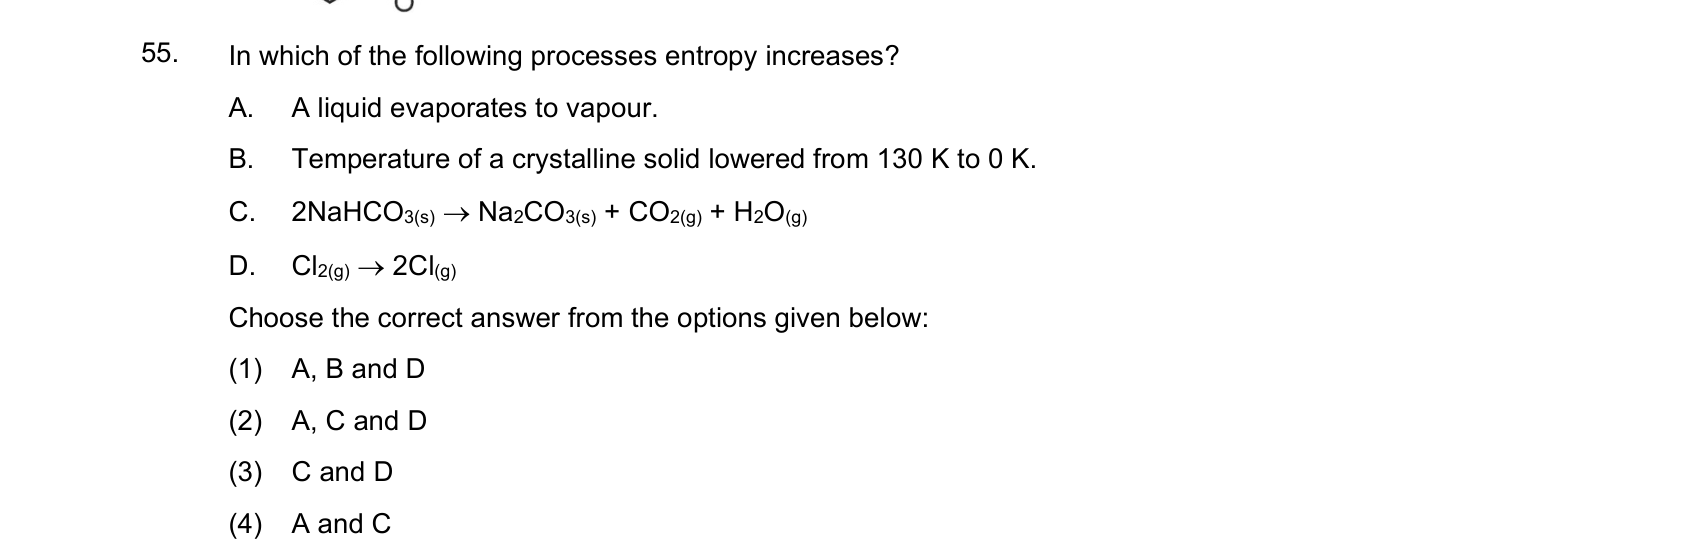 55. In which of the following processes entropy increases?
A. A liquid evaporates to vapour.
B. Temperature of a crystalline solid lowered from 130 K to 0 K.
C. 2NaHCO₃₍ₛ₎ → Na₂CO₃₍ₛ₎ + CO₂(g) + H₂O(g)
D. Cl₂(g) → 2Cl(g)
Choose the correct answer from the options given below:
(1) A, B and D
(2) A, C and D
(3) C and D
(4) A and C